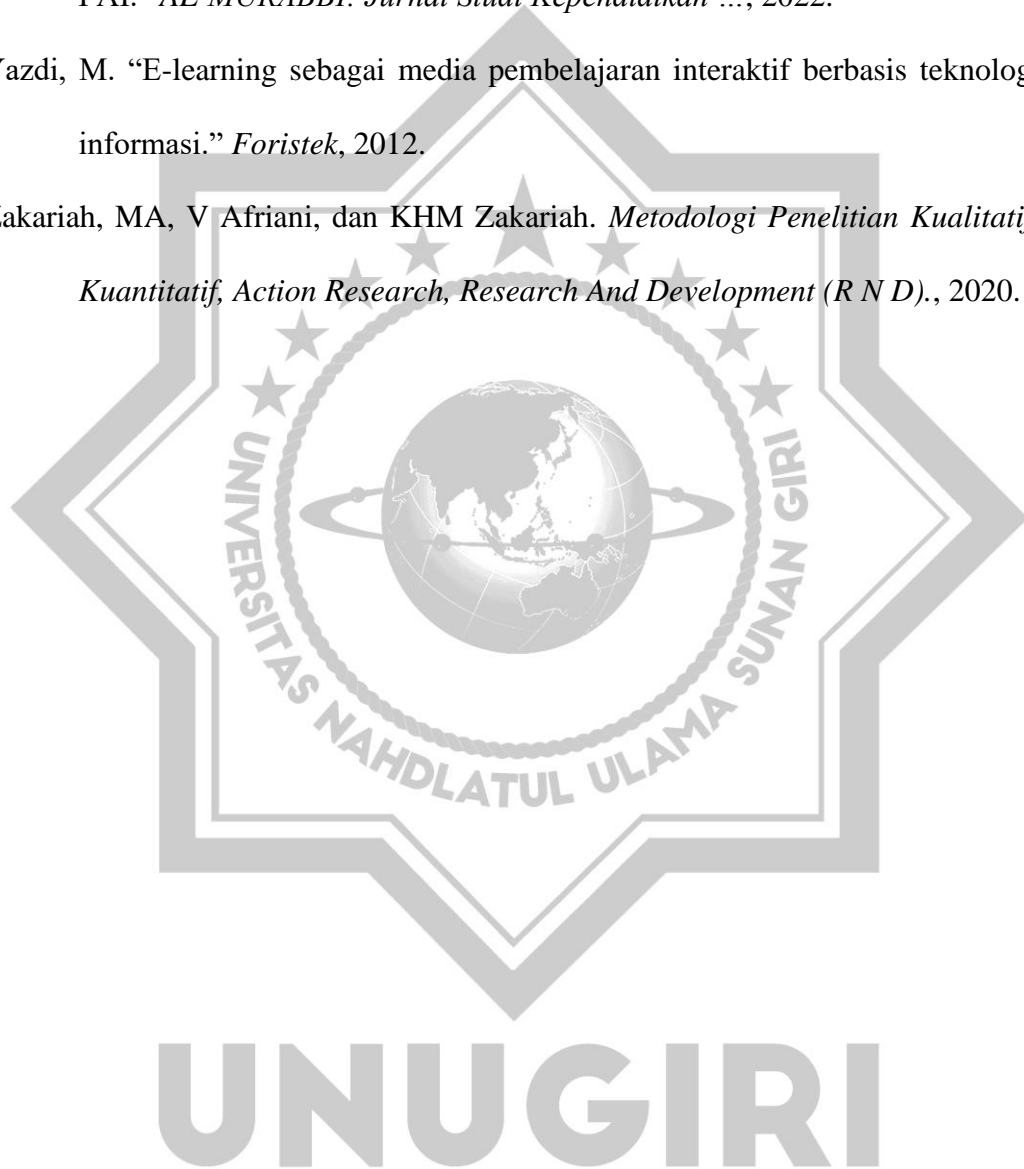 PAI." AL MURABBI: Jurnal Studi Kependidikan ..., 2022.
Yazdi, M. “E-learning sebagai media pembelajaran interaktif berbasis teknologi
informasi.” Foristek, 2012.
Zakariah, MA, V Afriani, dan KHM Zakariah. Metodologi Penelitian Kualitatif,
Kuantitatif, Action Research, Research And Development (R N D)., 2020.
UNIVERSITAS NAHDLATUL ULAMA SUNAN GIRI
UNUGIRI